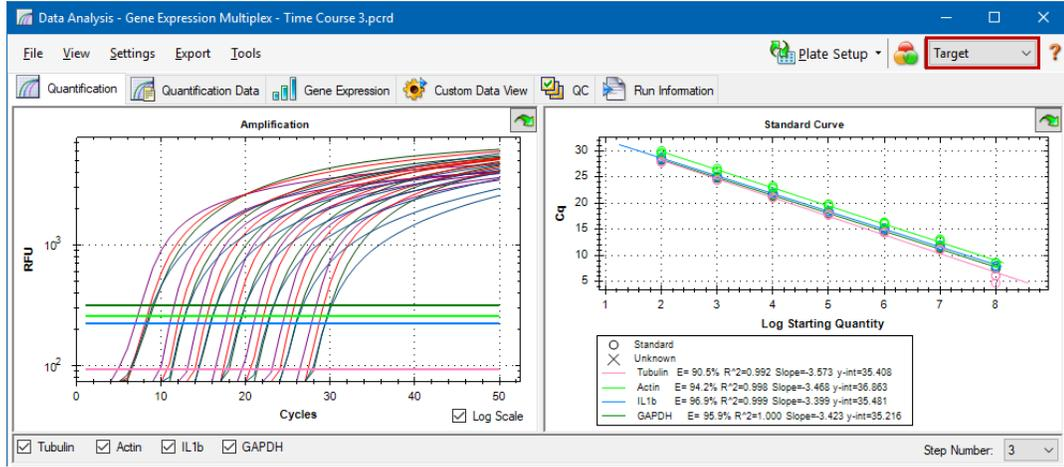 Data Analysis - Gene Expression Multiplex - Time Course 3.pcrd
File View Settings Export Tools Plate Setup Target ?
Quantification Quantification Data Gene Expression Custom Data View QC Run Information
Amplification
10³
10²
RFU
0 10 20 30 40 50
Cycles
Log Scale
Standard Curve
30
25
20
15
10
5
Cq
1 2 3 4 5 6 7 8
Log Starting Quantity
Standard
Unknown
Tubulin E= 90.5% R^2=0.992 Slope=-3.573 y-int=35.408
Actin E= 94.2% R^2=0.998 Slope=-3.468 y-int=36.863
IL1b E= 96.9% R^2=0.999 Slope=-3.399 y-int=35.481
GAPDH E= 95.9% R^2=1.000 Slope=-3.423 y-int=35.216
Tubulin Actin IL1b GAPDH Step Number: 3